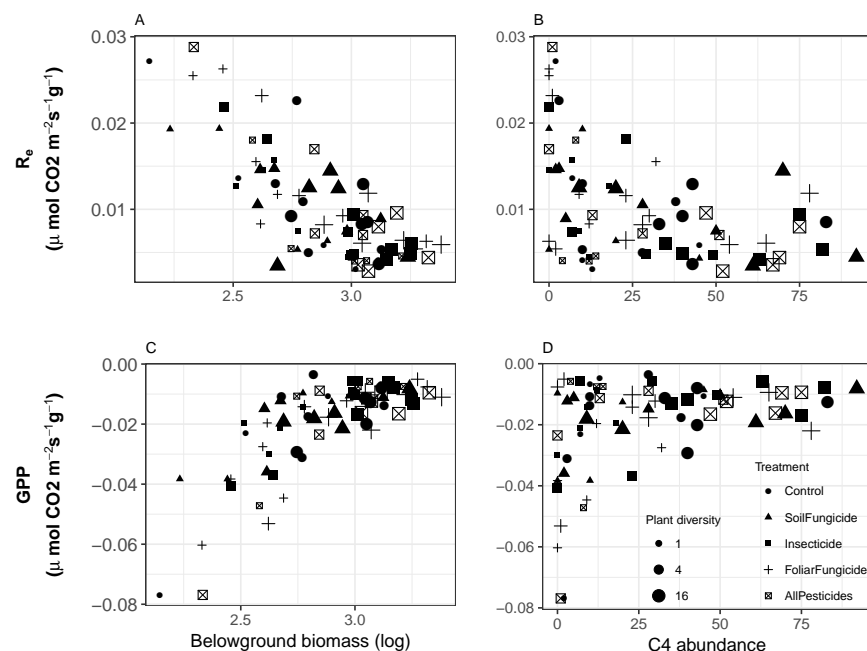 A
B
0.03
0.02
0.01
R_e
(μ mol CO2 m⁻²s⁻¹g⁻¹)
2.5
3.0
0.03
0.02
0.01
0
25
50
75
C
D
0.00
−0.02
−0.04
−0.06
−0.08
GPP
(μ mol CO2 m⁻²s⁻¹g⁻¹)
2.5
3.0
Belowground biomass (log)
0.00
−0.02
−0.04
−0.06
−0.08
0
25
50
75
C4 abundance
Plant diversity
1
4
16
Treatment
Control
SoilFungicide
Insecticide
FoliarFungicide
AllPesticides